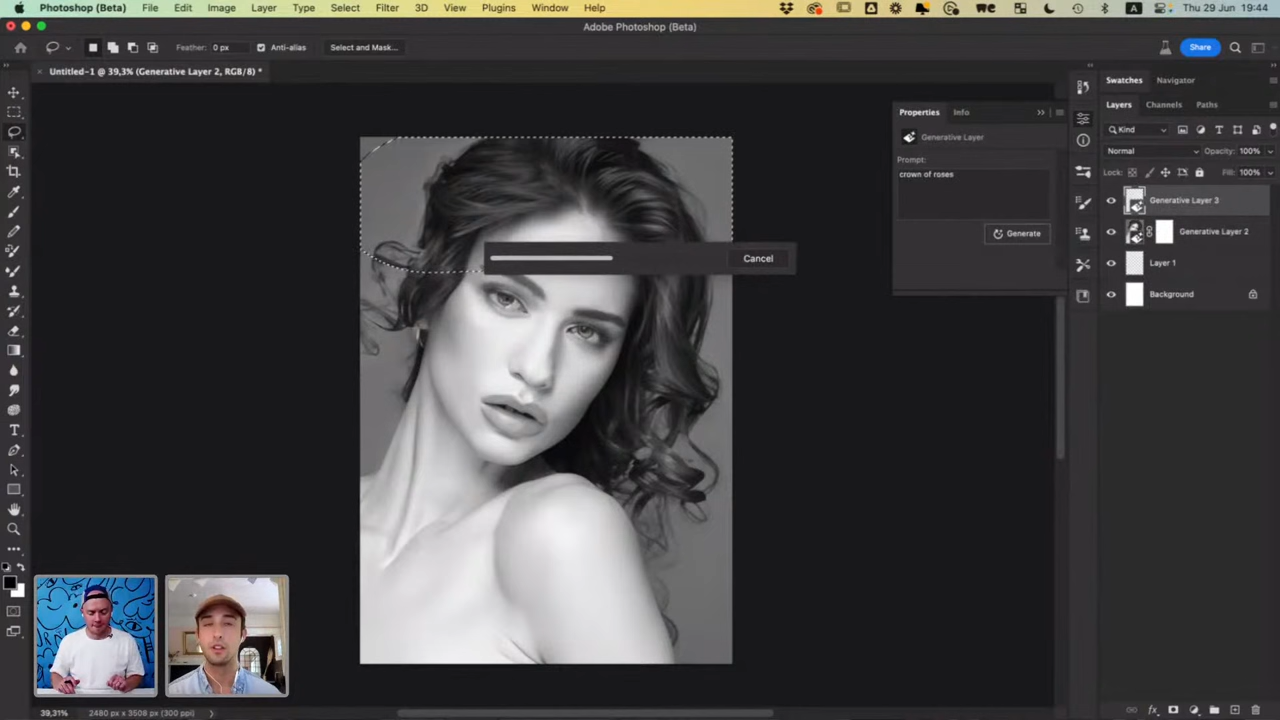 Photoshop (Beta) File Edit Image Layer Type Select Filter 3D View Plugins Window Help Thu 29 Jun 19:44
Adobe Photoshop (Beta)
Feather: 0 px Anti-alias Select and Mask... Share
Untitled-1 @ 39,3% (Generative Layer 2, RGB/8) *
Swatches Navigator
Layers Channels Paths
Properties Info
Kind
Generative Layer
Normal Opacity: 100%
Prompt:
Lock: Fill: 100%
crown of roses
Generative Layer 3
Generate
Generative Layer 2
Cancel
Layer 1
Background
39,31% 2480 px x 3508 px (300 ppi)